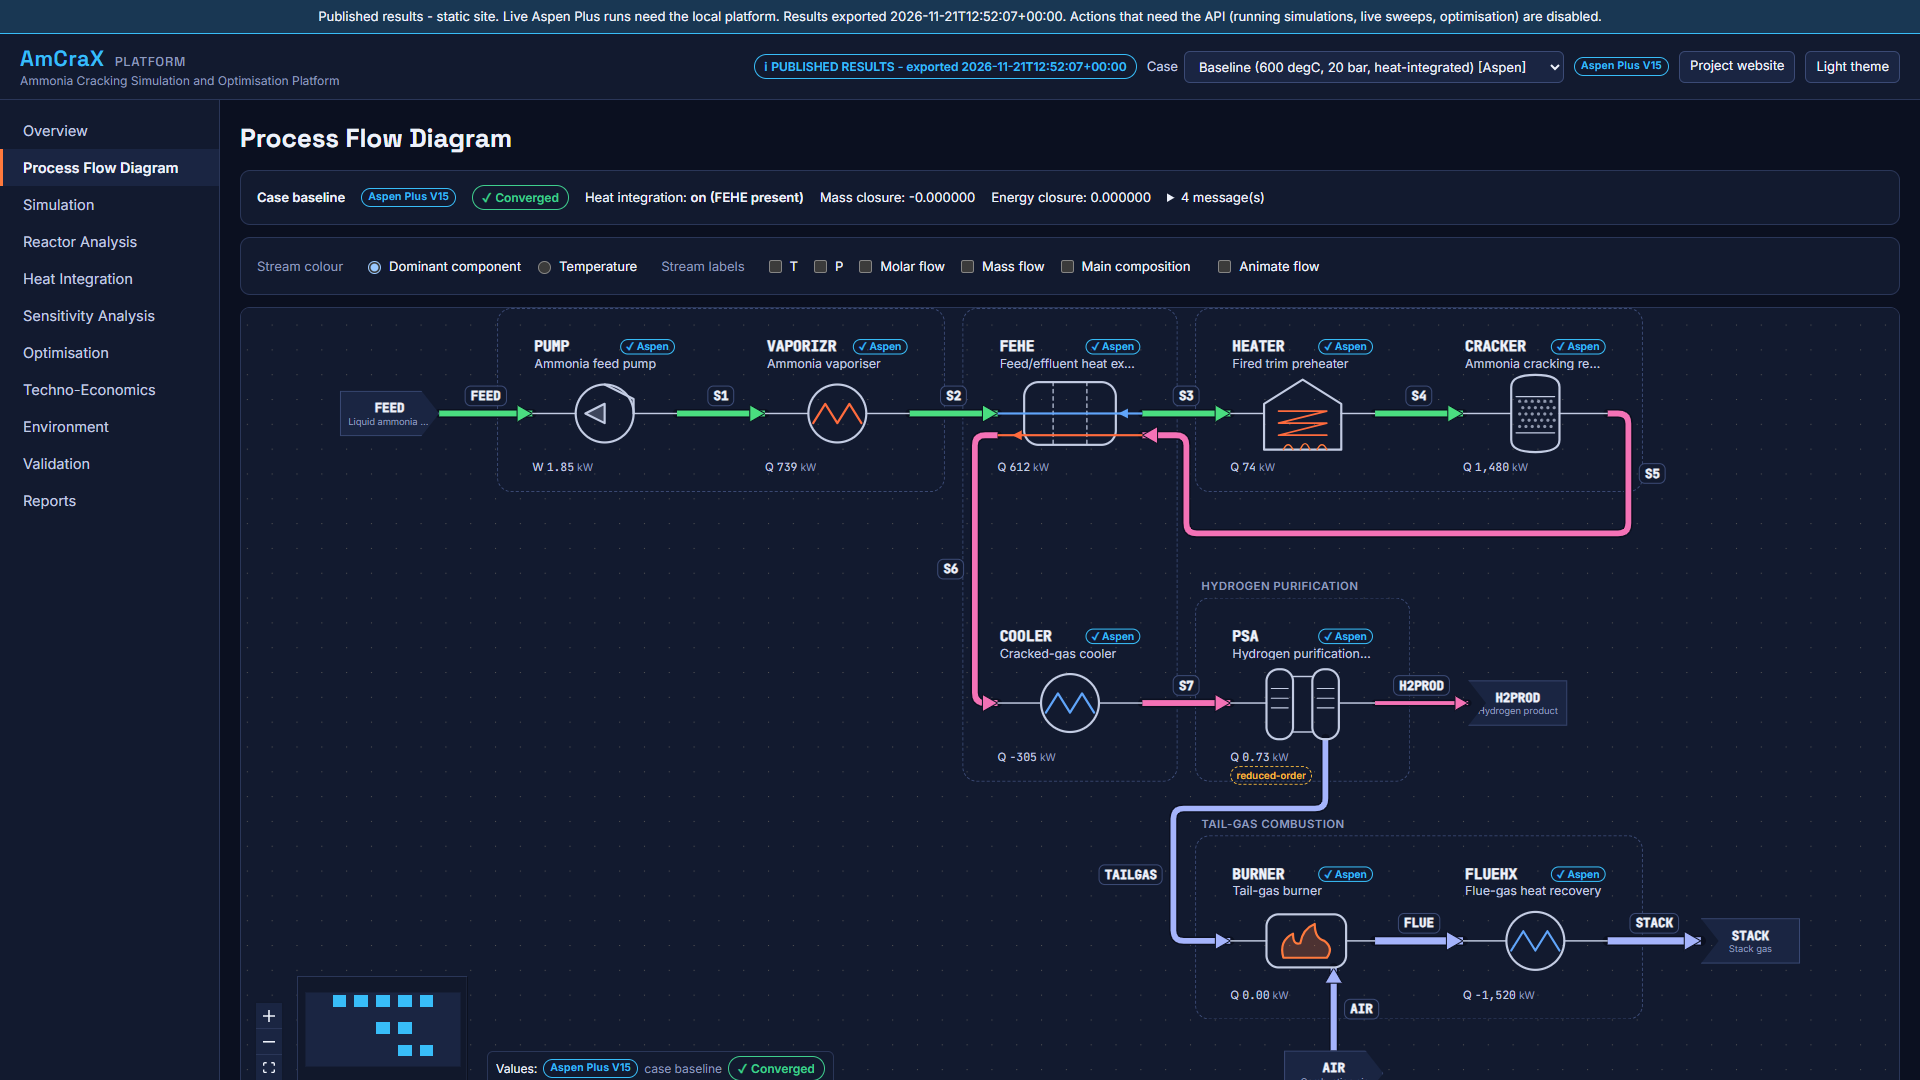 Published results - static site. Live Aspen Plus runs need the local platform. Results exported 2026-11-21T12:52:07+00:00. Actions that need the API (running simulations, live sweeps, optimisation) are disabled.
AmCraX PLATFORM
Ammonia Cracking Simulation and Optimisation Platform
i PUBLISHED RESULTS - exported 2026-11-21T12:52:07+00:00
Case
Baseline (600 degC, 20 bar, heat-integrated) [Aspen]
Aspen Plus V15
Project website
Light theme
Overview
Process Flow Diagram
Simulation
Reactor Analysis
Heat Integration
Sensitivity Analysis
Optimisation
Techno-Economics
Environment
Validation
Reports
Process Flow Diagram
Case baseline Aspen Plus V15 ✓ Converged Heat integration: on (FEHE present) Mass closure: -0.000000 Energy closure: 0.000000 ▶ 4 message(s)
Stream colour Dominant component Temperature Stream labels T P Molar flow Mass flow Main composition Animate flow
PUMP ✓ Aspen
Ammonia feed pump
W 1.85 kW
VAPORIZR ✓ Aspen
Ammonia vaporiser
Q 739 kW
FEHE ✓ Aspen
Feed/effluent heat ex...
Q 612 kW
HEATER ✓ Aspen
Fired trim preheater
Q 74 kW
CRACKER ✓ Aspen
Ammonia cracking re...
Q 1,480 kW
FEED
Liquid ammonia ...
FEED
S1
S2
S3
S4
S5
S6
HYDROGEN PURIFICATION
COOLER ✓ Aspen
Cracked-gas cooler
Q -305 kW
S7
PSA ✓ Aspen
Hydrogen purification...
Q 0.73 kW
reduced-order
H2PROD
H2PROD
Hydrogen product
TAIL-GAS COMBUSTION
TAILGAS
BURNER ✓ Aspen
Tail-gas burner
Q 0.00 kW
FLUE
FLUEHX ✓ Aspen
Flue-gas heat recovery
Q -1,520 kW
STACK
STACK
Stack gas
AIR
AIR
Values: Aspen Plus V15 case baseline ✓ Converged